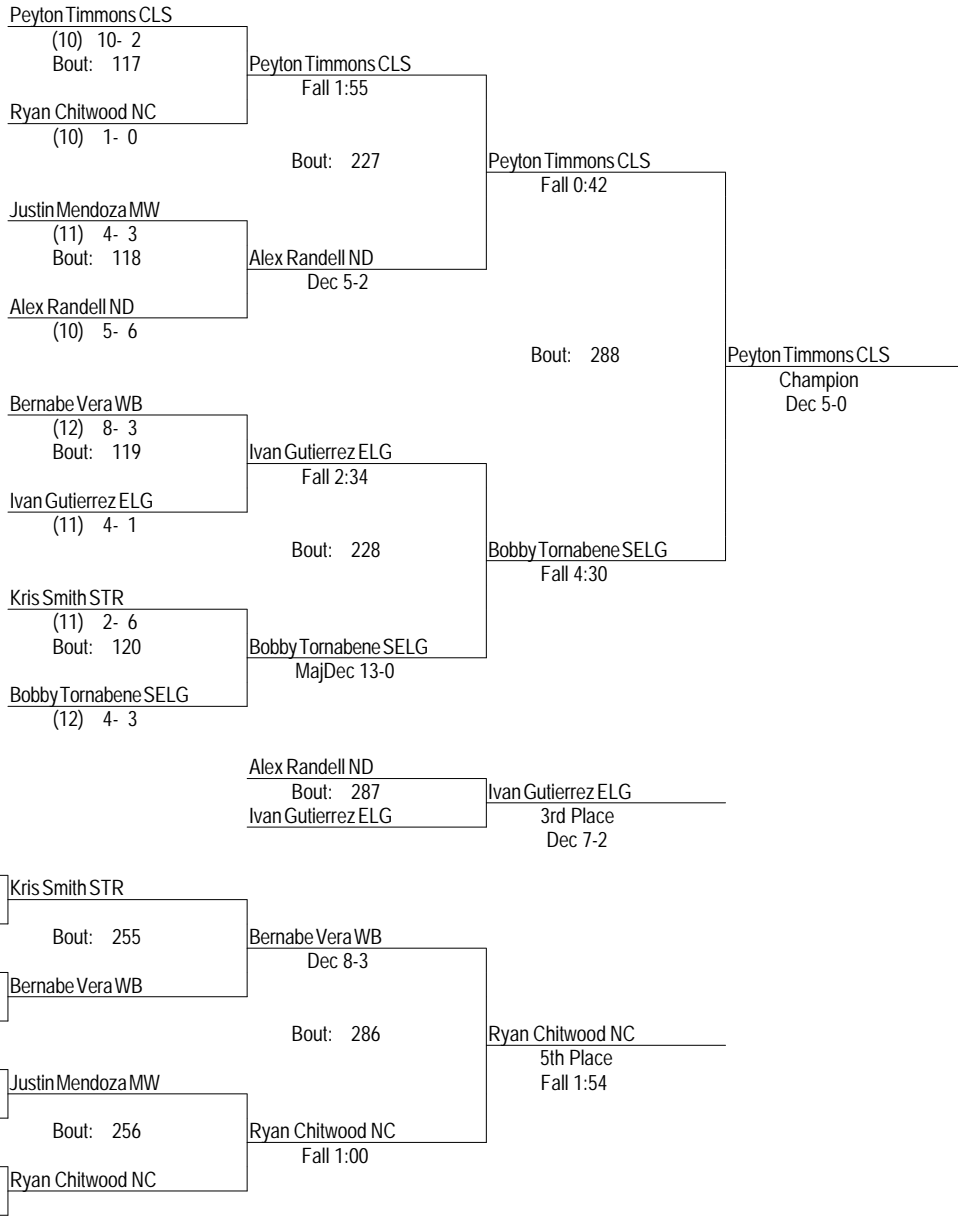 Peyton Timmons CLS
(10) 10- 2
Bout: 117
Peyton Timmons CLS
Fall 1:55
Ryan Chitwood NC
(10) 1- 0
Bout: 227
Peyton Timmons CLS
Fall 0:42
Justin Mendoza MW
(11) 4- 3
Bout: 118
Alex Randell ND
Dec 5-2
Alex Randell ND
(10) 5- 6
Bout: 288
Peyton Timmons CLS
Champion
Dec 5-0
Bernabe Vera WB
(12) 8- 3
Bout: 119
Ivan Gutierrez ELG
Fall 2:34
Ivan Gutierrez ELG
(11) 4- 1
Bout: 228
Bobby Tornabene SELG
Fall 4:30
Kris Smith STR
(11) 2- 6
Bout: 120
Bobby Tornabene SELG
MajDec 13-0
Bobby Tornabene SELG
(12) 4- 3
Alex Randell ND
Bout: 287
Ivan Gutierrez ELG
Ivan Gutierrez ELG
3rd Place
Dec 7-2
Kris Smith STR
Bout: 255
Bernabe Vera WB
Dec 8-3
Bernabe Vera WB
Bout: 286
Ryan Chitwood NC
5th Place
Fall 1:54
Justin Mendoza MW
Bout: 256
Ryan Chitwood NC
Fall 1:00
Ryan Chitwood NC